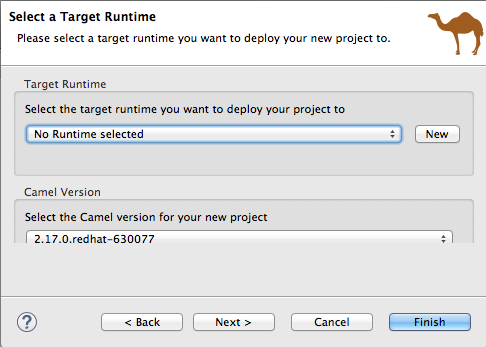 Select a Target Runtime
Please select a target runtime you want to deploy your new project to.
Target Runtime
Select the target runtime you want to deploy your project to
No Runtime selected
New
Camel Version
Select the Camel version for your new project
2.17.0.redhat-630077
?
< Back
Next >
Cancel
Finish